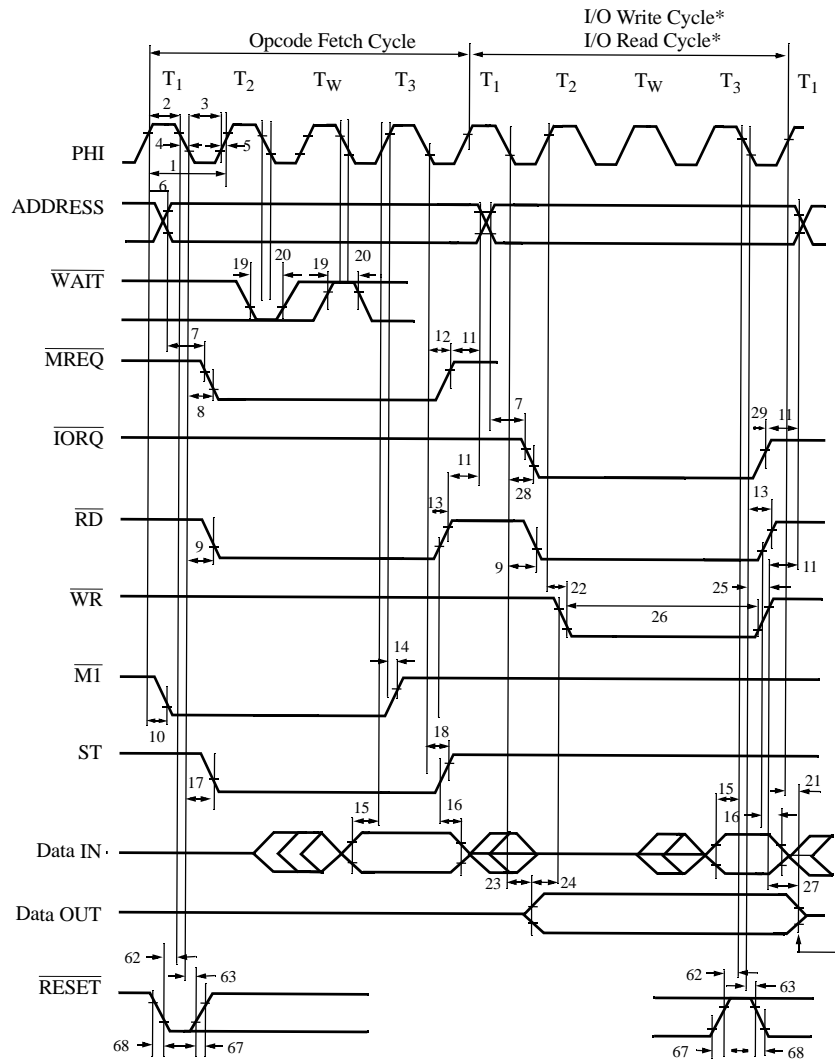 I/O Write Cycle*
Opcode Fetch Cycle I/O Read Cycle*
T1 T2 TW T3 T1 T2 TW T3 T1
2 3
PHI 4 5
1
6
ADDRESS
19 20 19 20
WAIT
7 12 11
MREQ
8
7 29 11
IORQ
11 28
13 13
RD
9 9 11
22 25
WR
26
14
M1
10
18
ST
17 21
15 15
16 16
Data IN
23 24 27
Data OUT
62 62
63 63
RESET
68 67 67 68